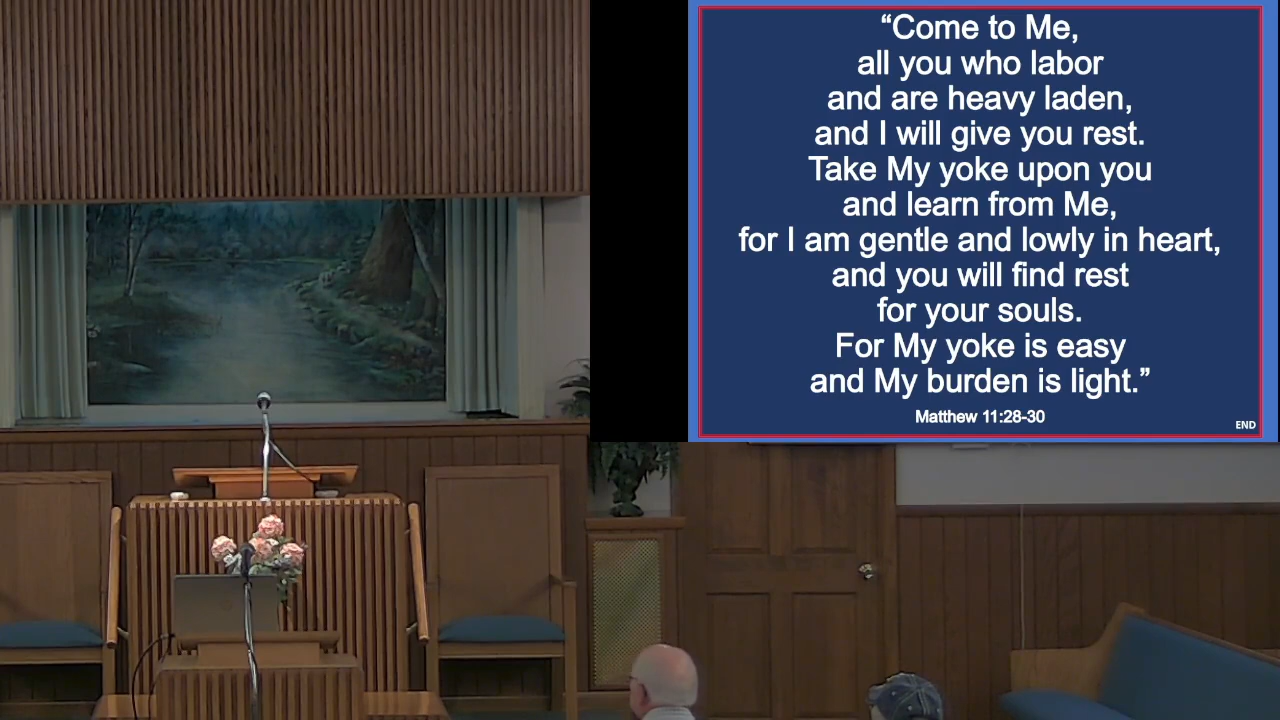 “Come to Me,
all you who labor
and are heavy laden,
and I will give you rest.
Take My yoke upon you
and learn from Me,
for I am gentle and lowly in heart,
and you will find rest
for your souls.
For My yoke is easy
and My burden is light.”
Matthew 11:28-30
END